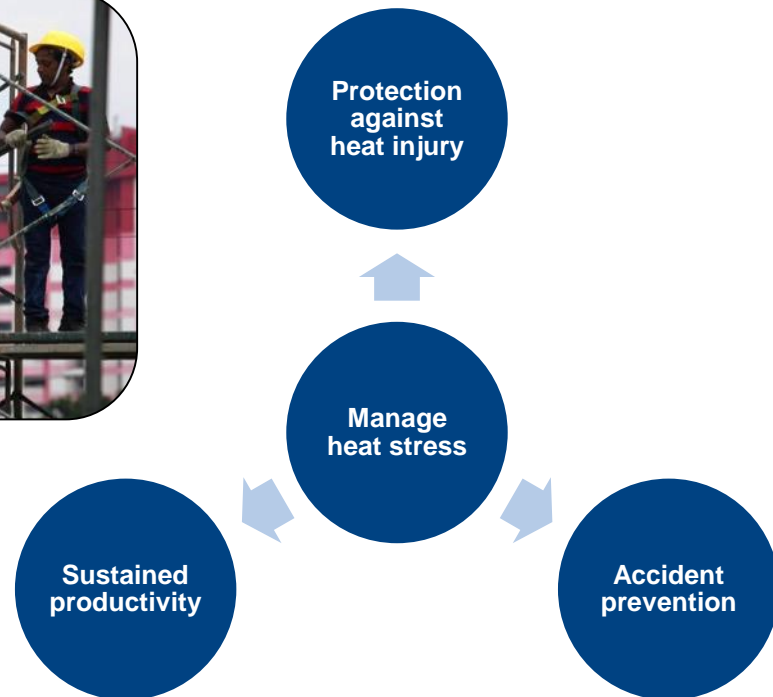 Protection
against
heat injury
Manage
heat stress
Sustained
productivity
Accident
prevention